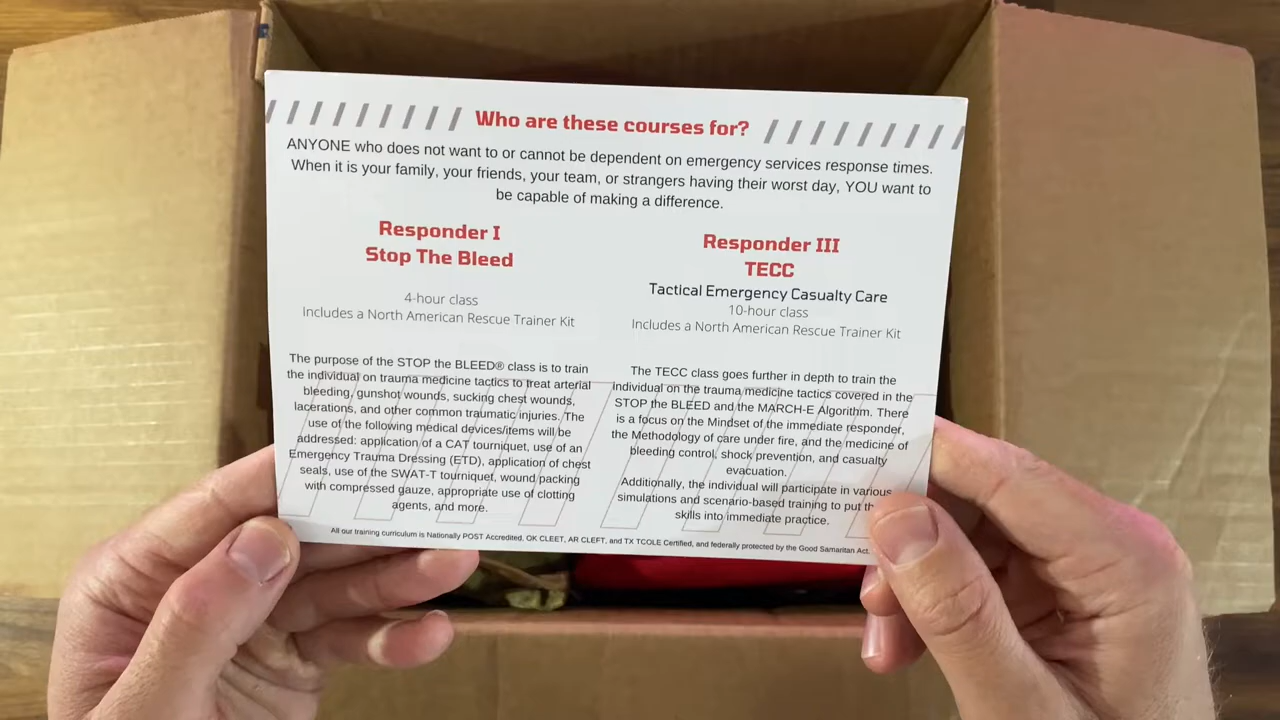 Who are these courses for?
ANYONE who does not want to or cannot be dependent on emergency services response times.
When it is your family, your friends, your team, or strangers having their worst day, YOU want to
be capable of making a difference.
Responder I
Stop The Bleed
4-hour class
Includes a North American Rescue Trainer Kit
The purpose of the STOP the BLEED® class is to train
the individual on trauma medicine tactics to treat arterial
bleeding, gunshot wounds, sucking chest wounds,
lacerations, and other common traumatic injuries. The
use of the following medical devices/items will be
addressed: application of a CAT tourniquet, use of an
Emergency Trauma Dressing (ETD), application of chest
seals, use of the SWAT-T tourniquet, wound packing
with compressed gauze, appropriate use of clotting
agents, and more.
Responder III
TECC
Tactical Emergency Casualty Care
10-hour class
Includes a North American Rescue Trainer Kit
The TECC class goes further in depth to train the
individual on the trauma medicine tactics covered in the
STOP the BLEED and the MARCH-E Algorithm. There
is a focus on the Mindset of the immediate responder,
the Methodology of care under fire, and the medicine of
bleeding control, shock prevention, and casualty
evacuation.
Additionally, the individual will participate in various
simulations and scenario-based training to put
skills into immediate practice.
All our training curriculum is Nationally POST Accredited, OK CLEET, AR CLEFT, and TX TCOLE Certified, and federally protected by the Good Samaritan Act.